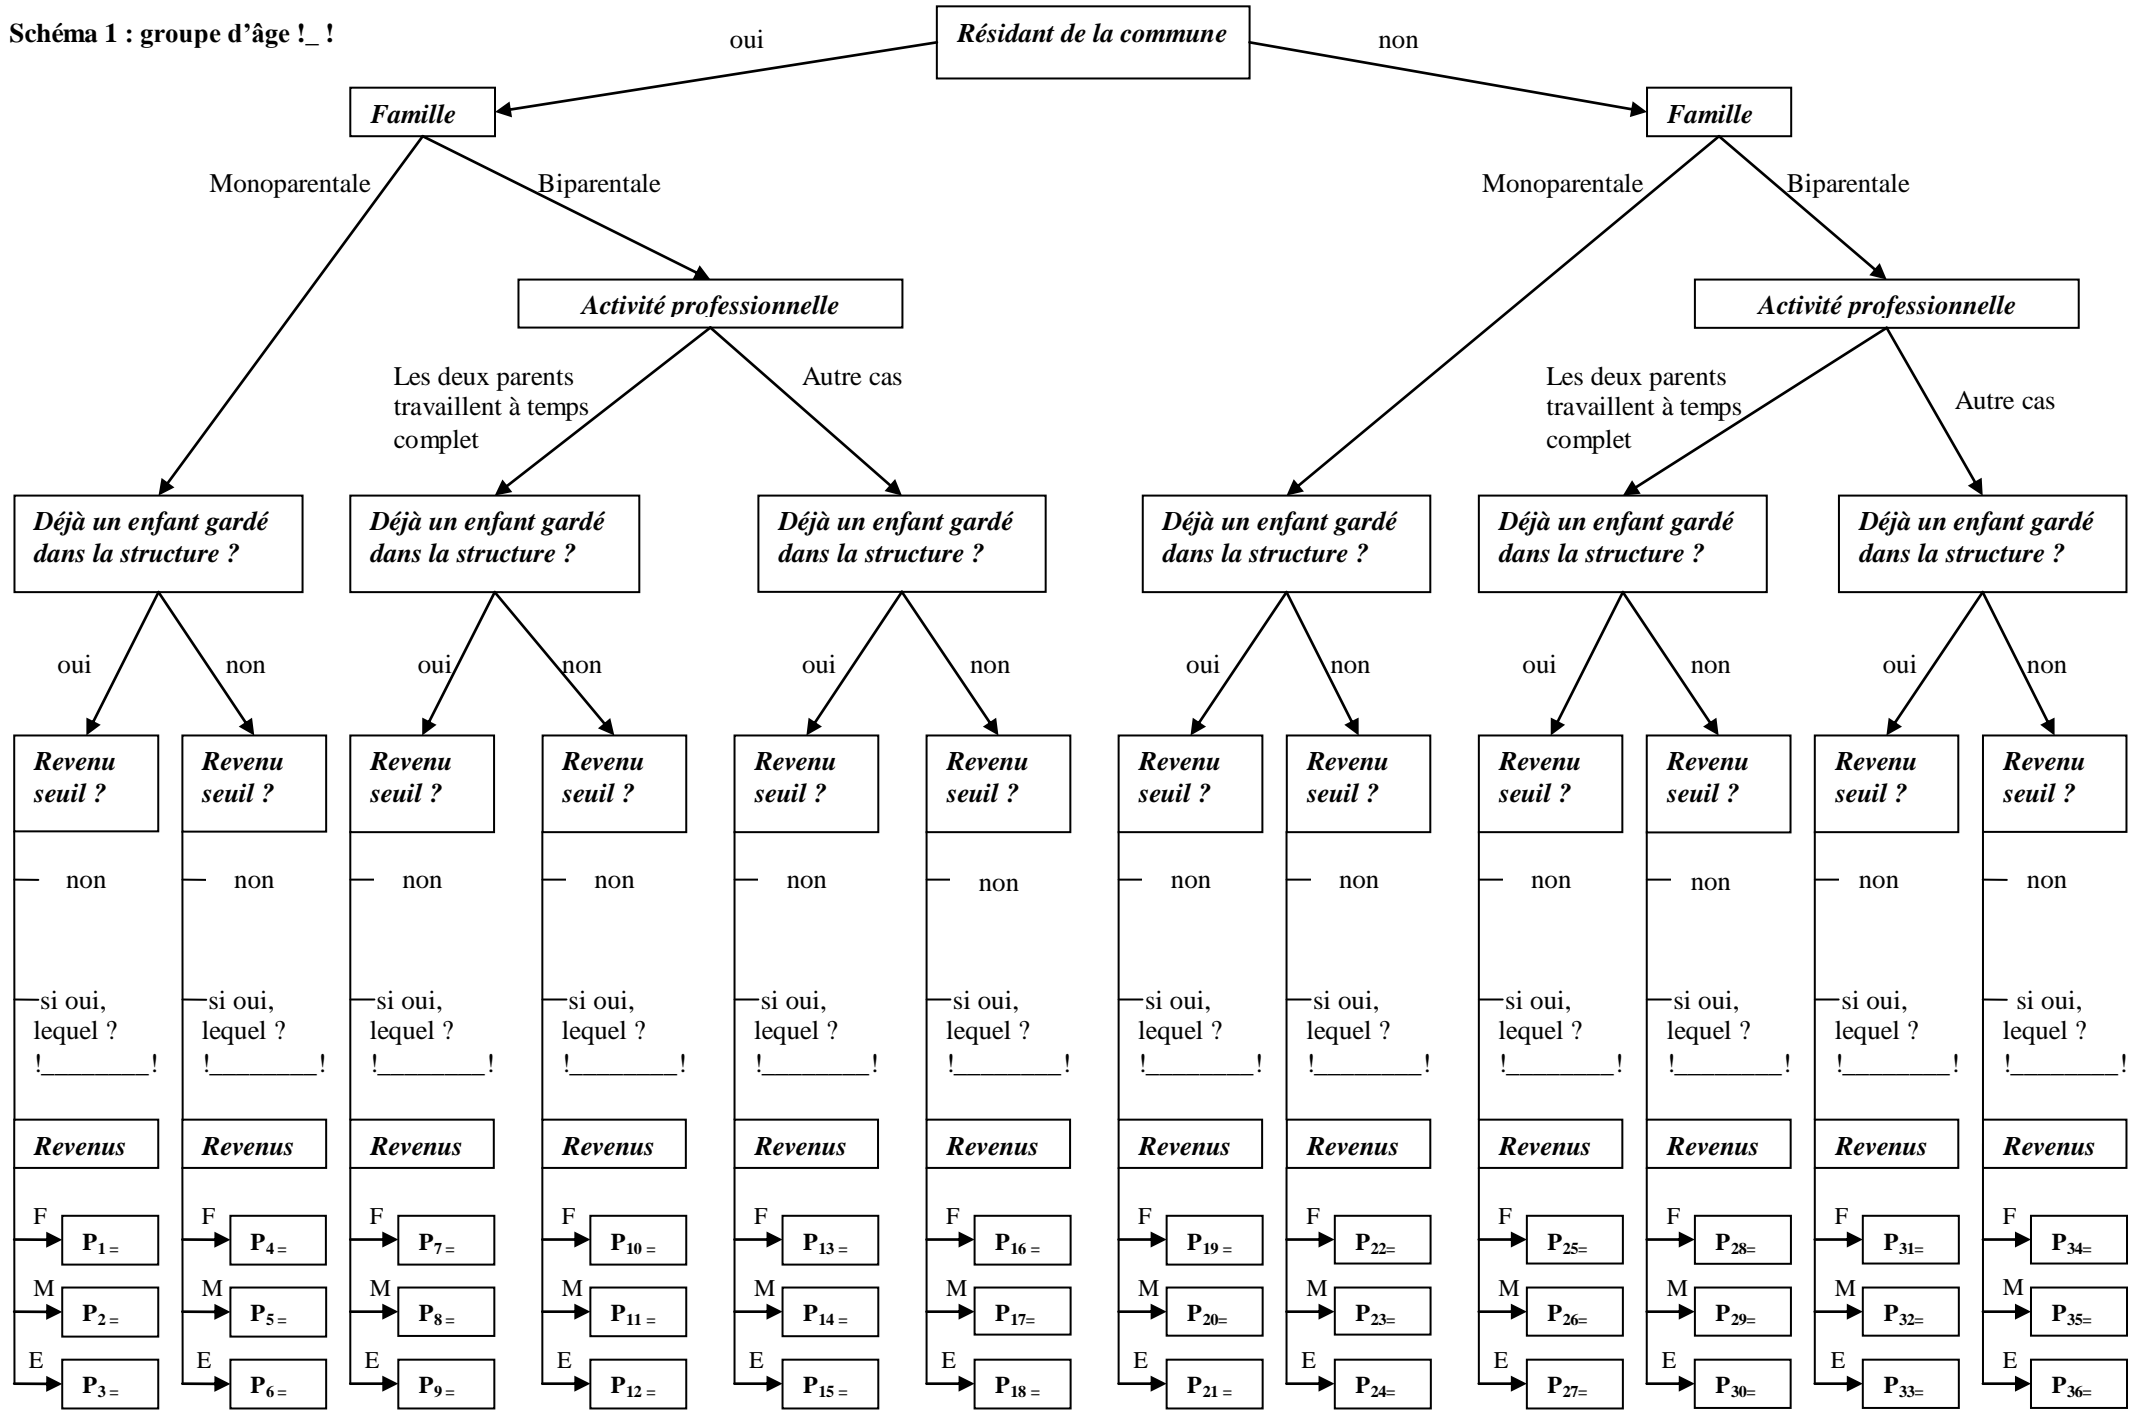 Schéma 1 : groupe d’âge !_ !
oui
Résidant de la commune
non
Famille
Famille
Monoparentale
Biparentale
Monoparentale
Biparentale
Activité professionnelle
Activité professionnelle
Les deux parents
travaillent à temps
complet
Autre cas
Les deux parents
travaillent à temps
complet
Autre cas
Déjà un enfant gardé
dans la structure ?
Déjà un enfant gardé
dans la structure ?
Déjà un enfant gardé
dans la structure ?
Déjà un enfant gardé
dans la structure ?
Déjà un enfant gardé
dans la structure ?
Déjà un enfant gardé
dans la structure ?
oui non oui non oui non oui non oui non oui non
Revenu
seuil ?
Revenu
seuil ?
Revenu
seuil ?
Revenu
seuil ?
Revenu
seuil ?
Revenu
seuil ?
Revenu
seuil ?
Revenu
seuil ?
Revenu
seuil ?
Revenu
seuil ?
Revenu
seuil ?
Revenu
seuil ?
non non non non non non non non non non non non
si oui,
lequel ?
!________!
si oui,
lequel ?
!________!
si oui,
lequel ?
!________!
si oui,
lequel ?
!________!
si oui,
lequel ?
!________!
si oui,
lequel ?
!________!
si oui,
lequel ?
!________!
si oui,
lequel ?
!________!
si oui,
lequel ?
!________!
si oui,
lequel ?
!________!
si oui,
lequel ?
!________!
si oui,
lequel ?
!________!
Revenus Revenus Revenus Revenus Revenus Revenus Revenus Revenus Revenus Revenus Revenus Revenus
F P1 = F P4 = F P7 = F P10 = F P13 = F P16 = F P19 = F P22= F P25= F P28= F P31= F P34=
M P2 = M P5 = M P8 = M P11 = M P14 = M P17= M P20= M P23= M P26= M P29= M P32= M P35=
E P3 = E P6 = E P9 = E P12 = E P15 = E P18 = E P21 = E P24= E P27= E P30= E P33= E P36=